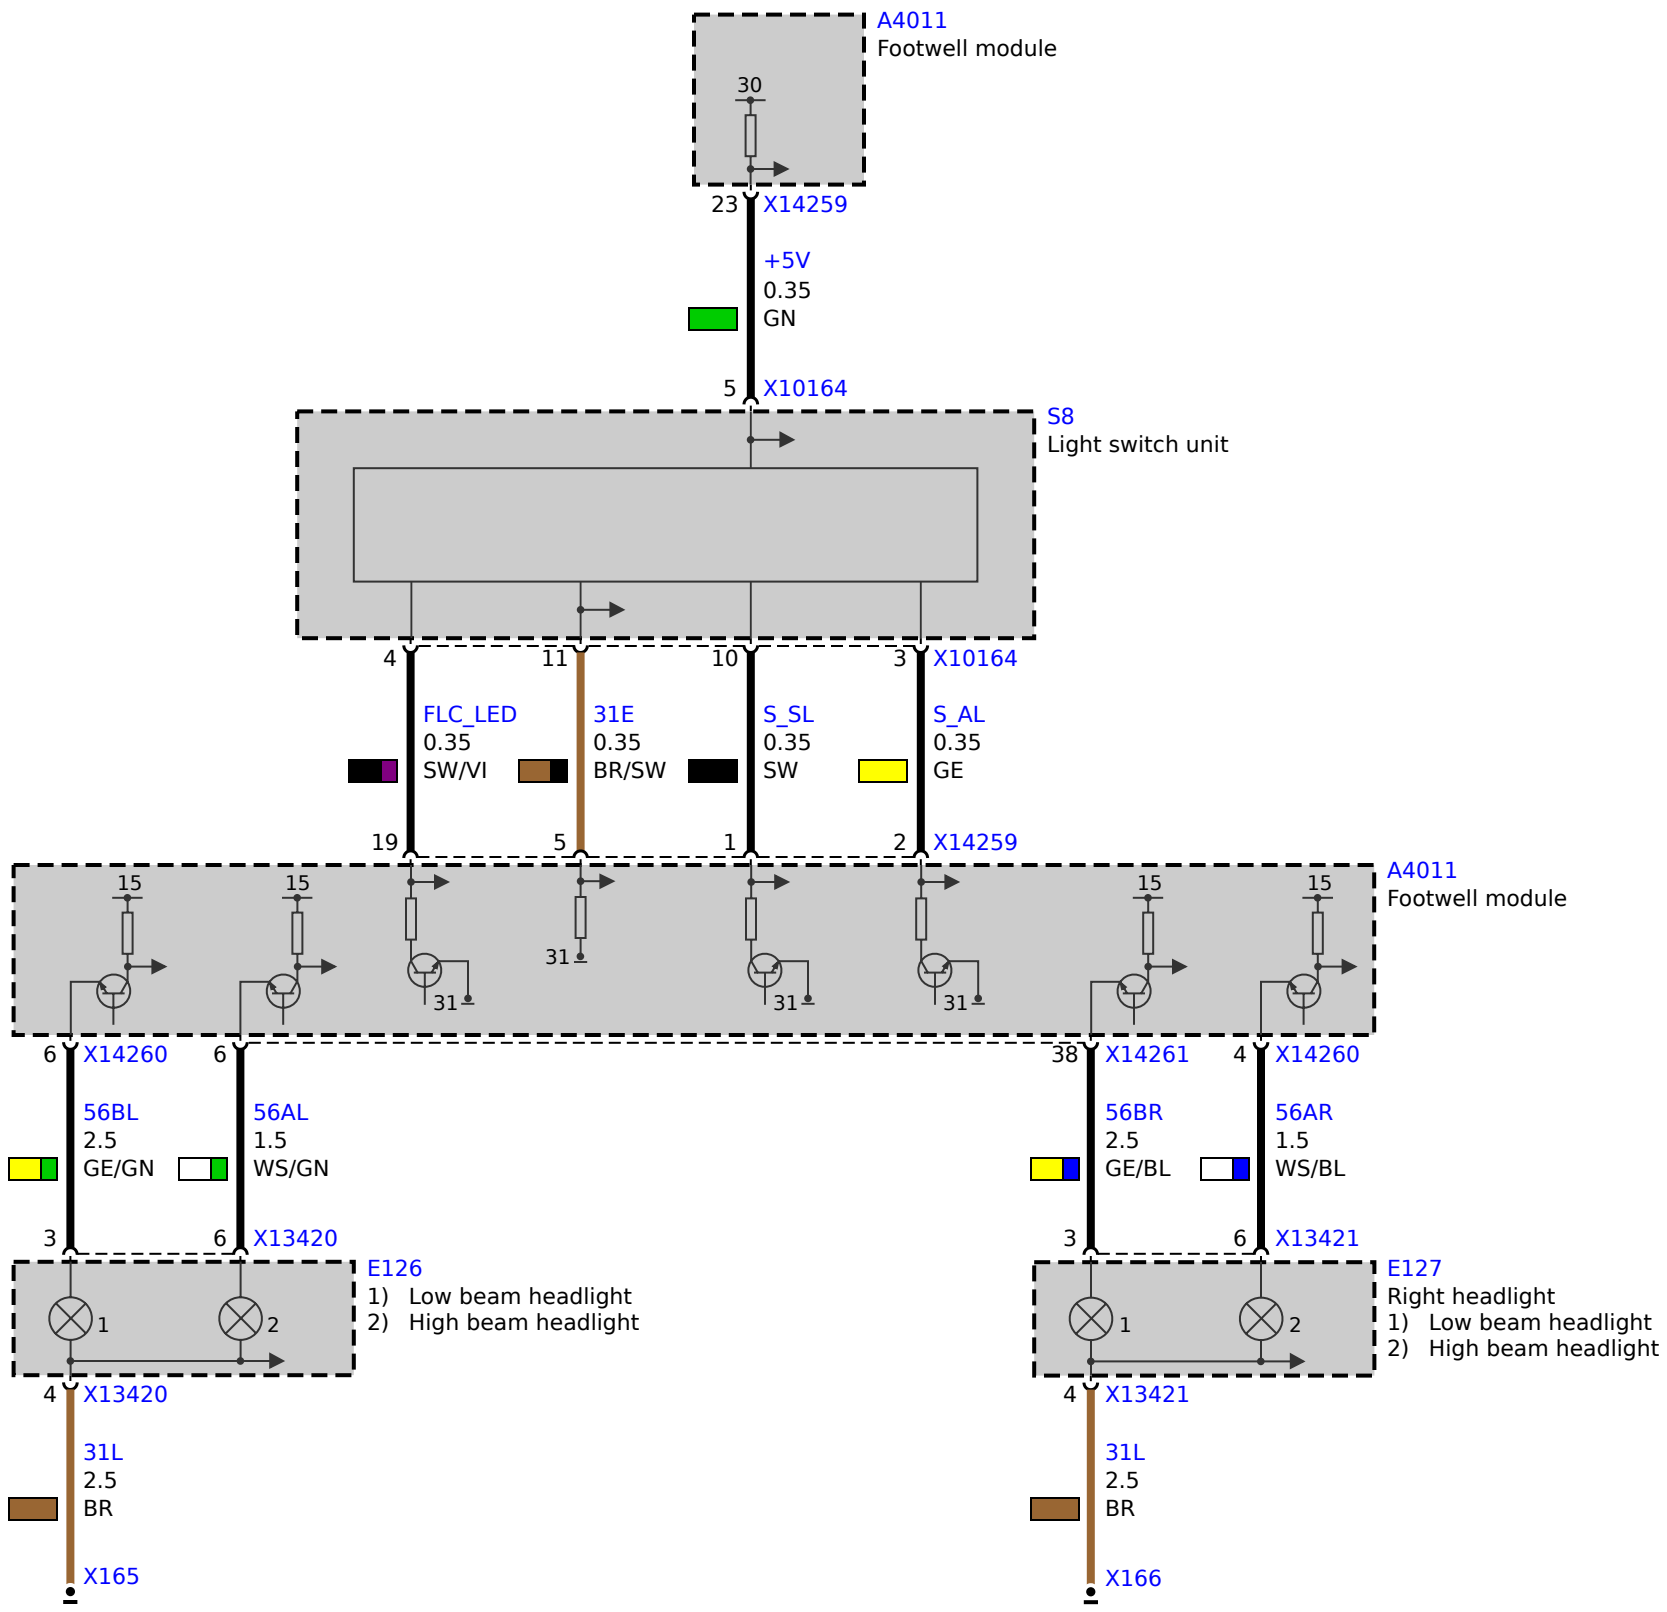 A4011
Footwell module
30
23 X14259
+5V
0.35
GN
5 X10164
S8
Light switch unit
4 11 10 3 X10164
FLC_LED 31E S_SL S_AL
0.35 0.35 0.35 0.35
SW/VI BR/SW SW GE
19 5 1 2 X14259
A4011
Footwell module
15 15 15 15
31
31 31 31
6 X14260 6 38 X14261 4 X14260
56BL 56AL 56BR 56AR
2.5 1.5 2.5 1.5
GE/GN WS/GN GE/BL WS/BL
3 6 X13420 3 6 X13421
E126
1) Low beam headlight
2) High beam headlight
1 2
E127
Right headlight
1) Low beam headlight
2) High beam headlight
1 2
4 X13420 4 X13421
31L 31L
2.5 2.5
BR BR
X165 X166